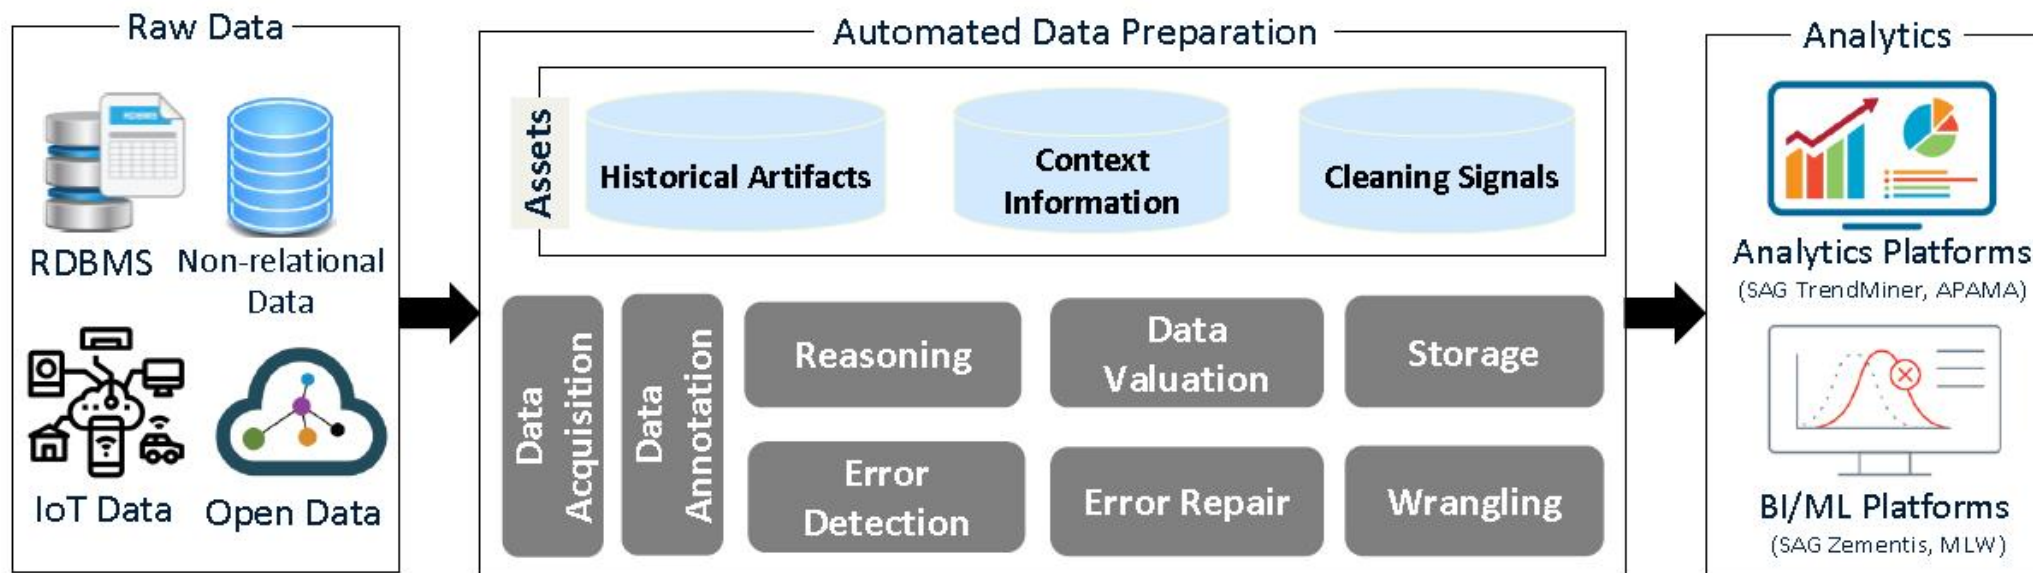 Raw Data
RDBMS
RDBMS
Non-relational
Data
IoT Data
Open Data
Automated Data Preparation
Assets
Historical Artifacts
Context
Information
Cleaning Signals
Data
Acquisition
Data
Annotation
Reasoning
Data
Valuation
Storage
Error
Detection
Error Repair
Wrangling
Analytics
Analytics Platforms
(SAG TrendMiner, APAMA)
BI/ML Platforms
(SAG Zementis, MLW)